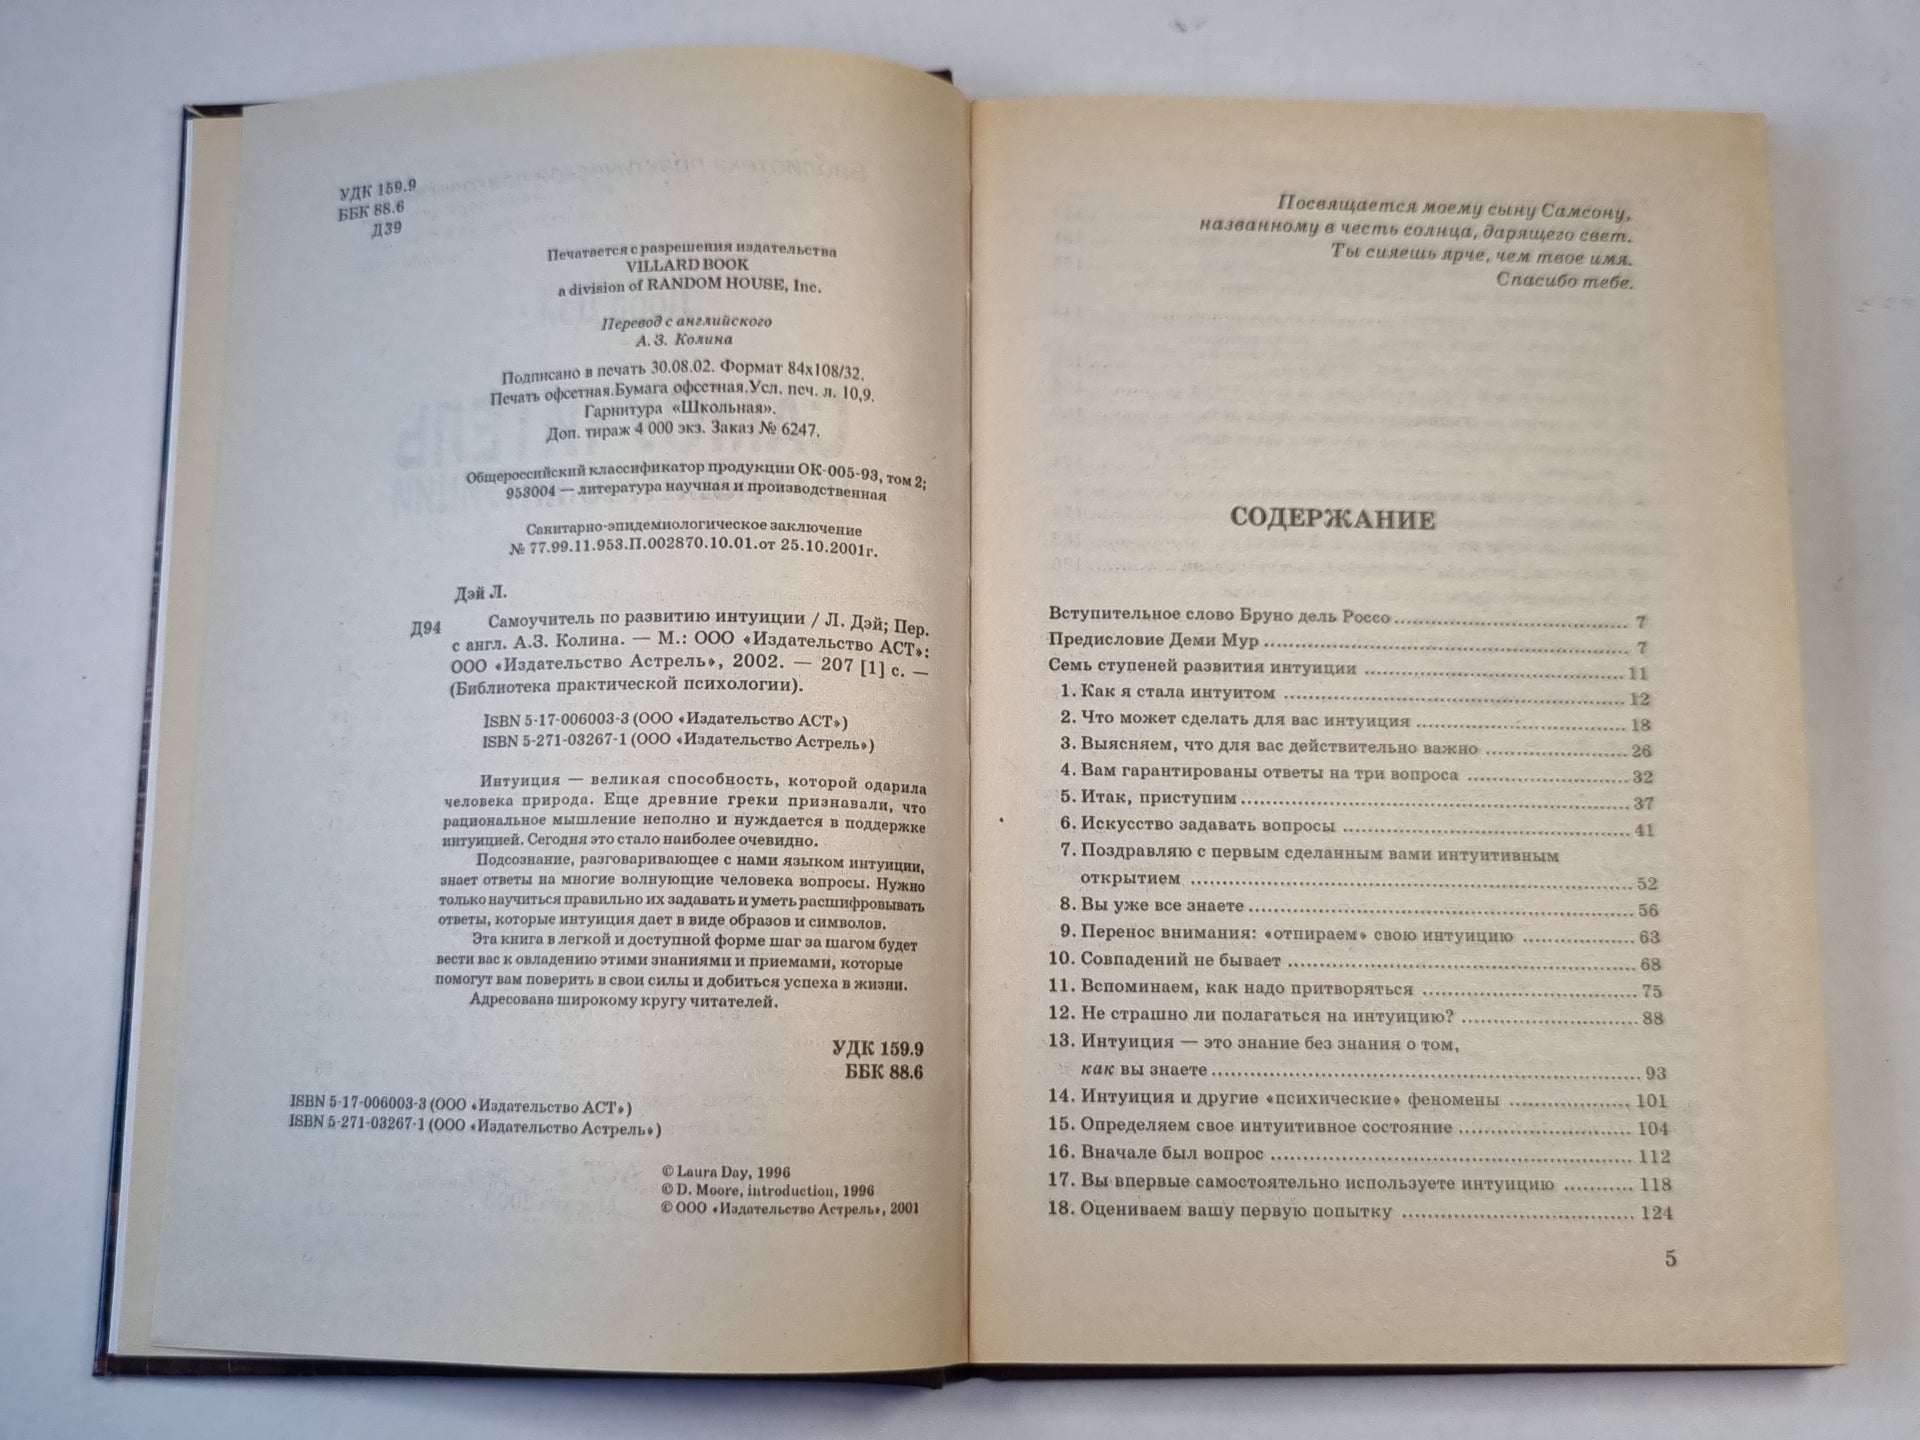 УДК 159.9
ББК 88.6
Д39
Печатается с разрешения издательства
VILLARD BOOK
a division of RANDOM HOUSE, Inc.
Перевод с английского
А. З. Колина
Подписано в печать 30.08.02. Формат 84х108/32.
Печать офсетная.Бумага офсетная.Усл. печ. л. 10,9.
Гарнитура «Школьная».
Доп. тираж 4 000 экз. Заказ № 6247.
Общероссийский классификатор продукции ОК-005-93, том 2;
953004 — литература научная и производственная
Санитарно-эпидемиологическое заключение
№ 77.99.11.953.П.002870.10.01.от 25.10.2001г.
Дэй Л.
Д94 Самоучитель по развитию интуиции / Л. Дэй; Пер.
с англ. А.З. Колина. — М.: ООО «Издательство АСТ»:
ООО «Издательство Астрель», 2002. — 207 [1] с. —
(Библиотека практической психологии).
ISBN 5-17-006003-3 (ООО «Издательство АСТ»)
ISBN 5-271-03267-1 (ООО «Издательство Астрель»)
Интуиция — великая способность, которой одарила
человека природа. Еще древние греки признавали, что
рациональное мышление неполно и нуждается в поддержке
интуицией. Сегодня это стало наиболее очевидно.
Подсознание, разговаривающее с нами языком интуиции,
знает ответы на многие волнующие человека вопросы. Нужно
только научиться правильно их задавать и уметь расшифровывать
ответы, которые интуиция дает в виде образов и символов.
Эта книга в легкой и доступной форме шаг за шагом будет
вести вас к овладению этими знаниями и приемами, которые
помогут вам поверить в свои силы и добиться успеха в жизни.
Адресована широкому кругу читателей.
УДК 159.9
ББК 88.6
ISBN 5-17-006003-3 (ООО «Издательство АСТ»)
ISBN 5-271-03267-1 (ООО «Издательство Астрель»)
© Laura Day, 1996
© D. Moore, introduction, 1996
© ООО «Издательство Астрель», 2001
Посвящается моему сыну Самсону,
названному в честь солнца, дарящего свет.
Ты сияешь ярче, чем твое имя.
Спасибо тебе.
СОДЕРЖАНИЕ
Вступительное слово Бруно дель Россо ........ 7
Предисловие Деми Мур ........ 7
Семь ступеней развития интуиции ........ 11
1. Как я стала интуитом ........ 12
2. Что может сделать для вас интуиция ........ 18
3. Выясняем, что для вас действительно важно ........ 26
4. Вам гарантированы ответы на три вопроса ........ 32
5. Итак, приступим ........ 37
6. Искусство задавать вопросы ........ 41
7. Поздравляю с первым сделанным вами интуитивным
открытием ........ 52
8. Вы уже все знаете ........ 56
9. Перенос внимания: «отпираем» свою интуицию ........ 63
10. Совпадений не бывает ........ 68
11. Вспоминаем, как надо притворяться ........ 75
12. Не страшно ли полагаться на интуицию? ........ 88
13. Интуиция — это знание без знания о том,
как вы знаете ........ 93
14. Интуиция и другие «психические» феномены ........ 101
15. Определяем свое интуитивное состояние ........ 104
16. Вначале был вопрос ........ 112
17. Вы впервые самостоятельно используете интуицию ........ 118
18. Оцениваем вашу первую попытку ........ 124
5